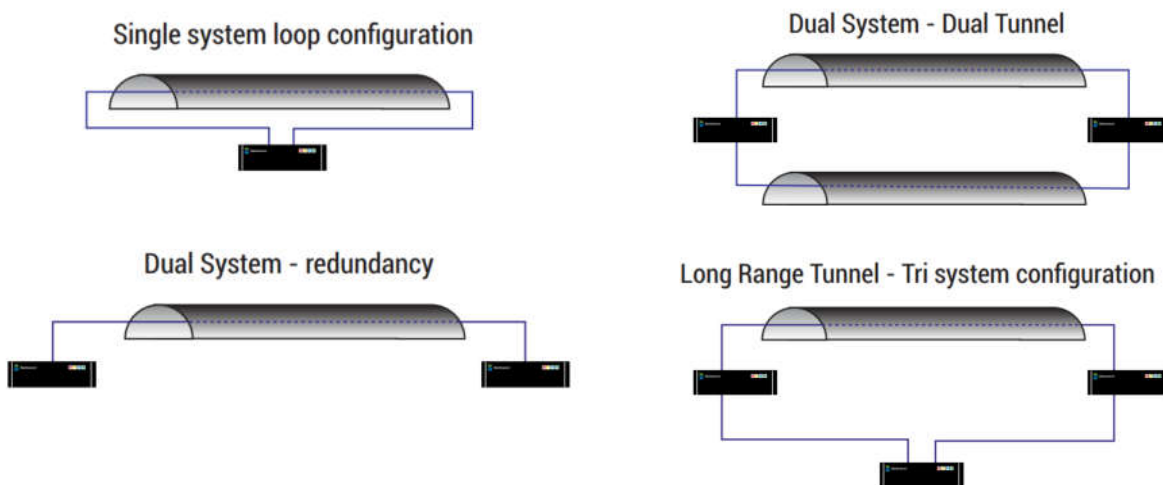 Single system loop configuration
Dual System - Dual Tunnel
Dual System - redundancy
Long Range Tunnel - Tri system configuration